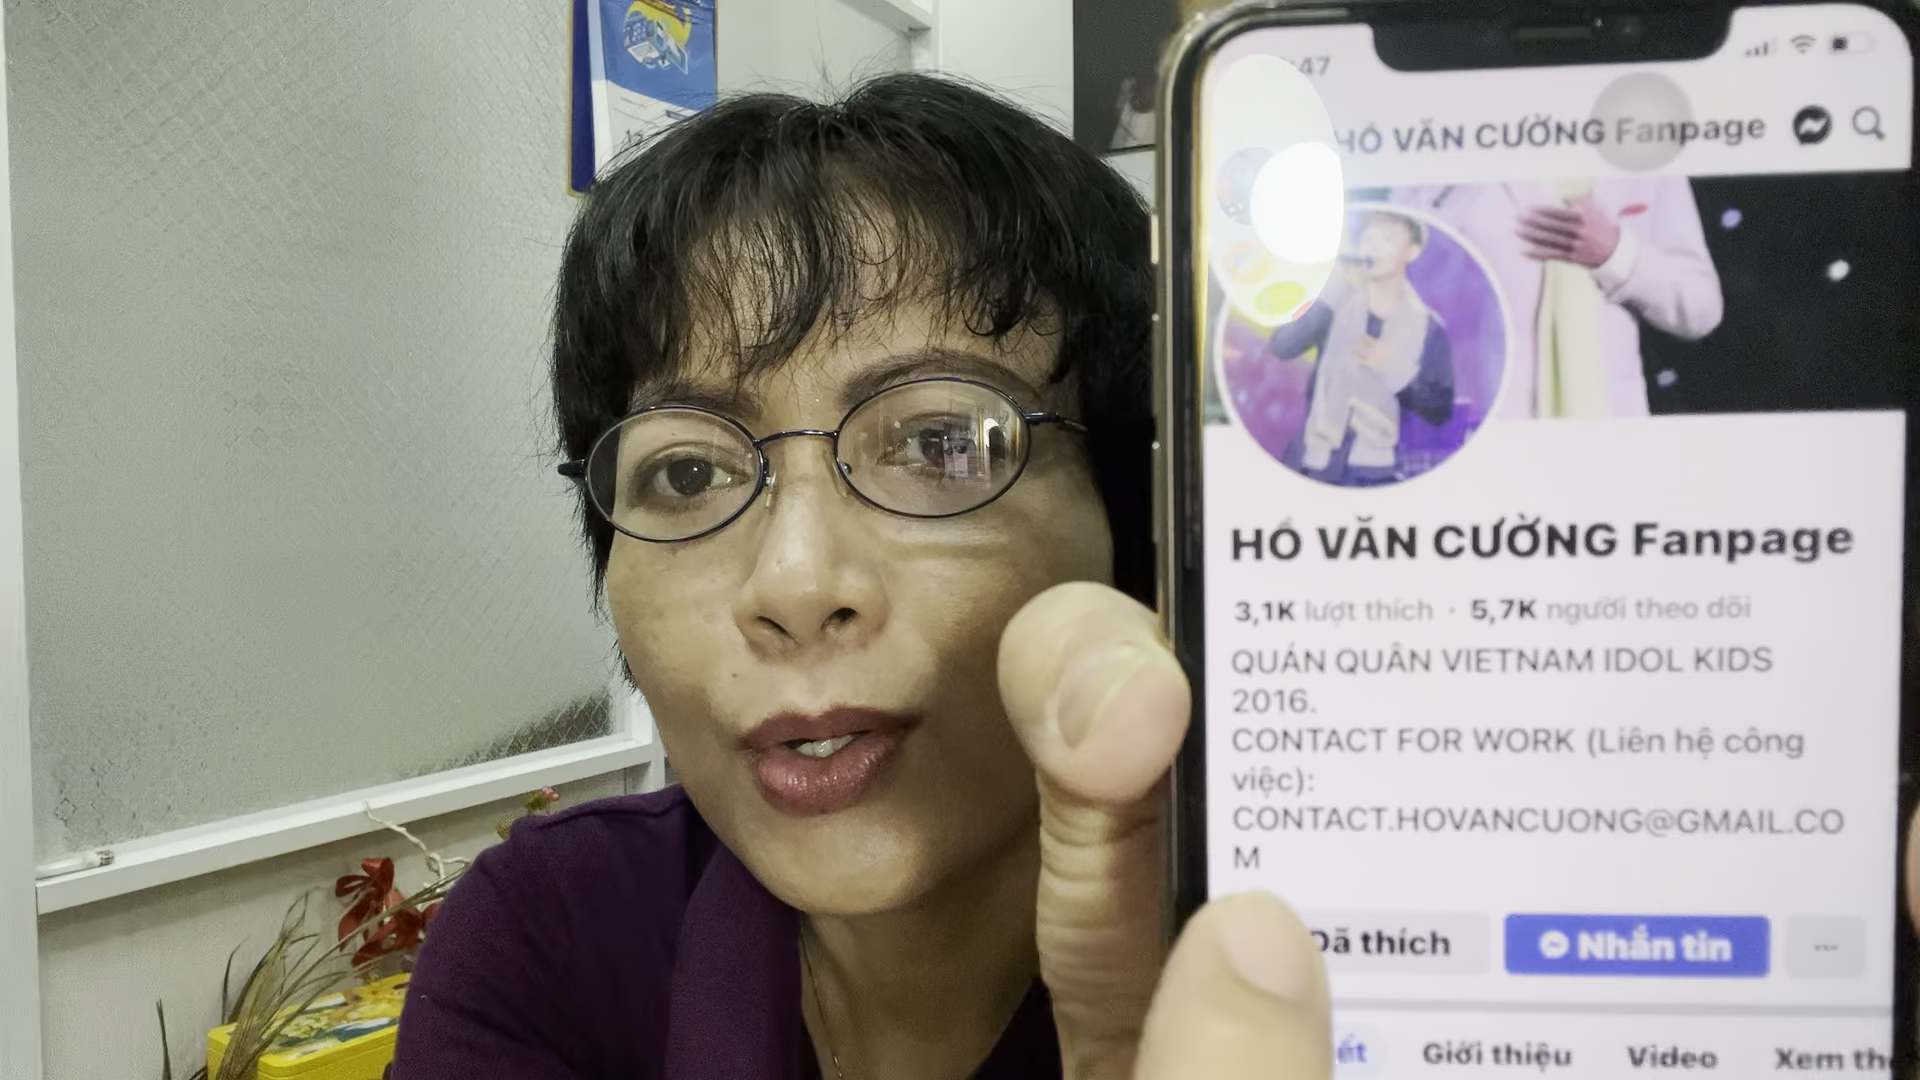 47
HỒ VĂN CƯỜNG Fanpage
HỒ VĂN CƯỜNG Fanpage
3,1K lượt thích · 5,7K người theo dõi
QUÁN QUÂN VIETNAM IDOL KIDS
2016.
CONTACT FOR WORK (Liên hệ công
việc):
CONTACT.HOVANCUONG@GMAIL.CO
M
Đã thích
Nhắn tin
Giới thiệu
Video
Xem